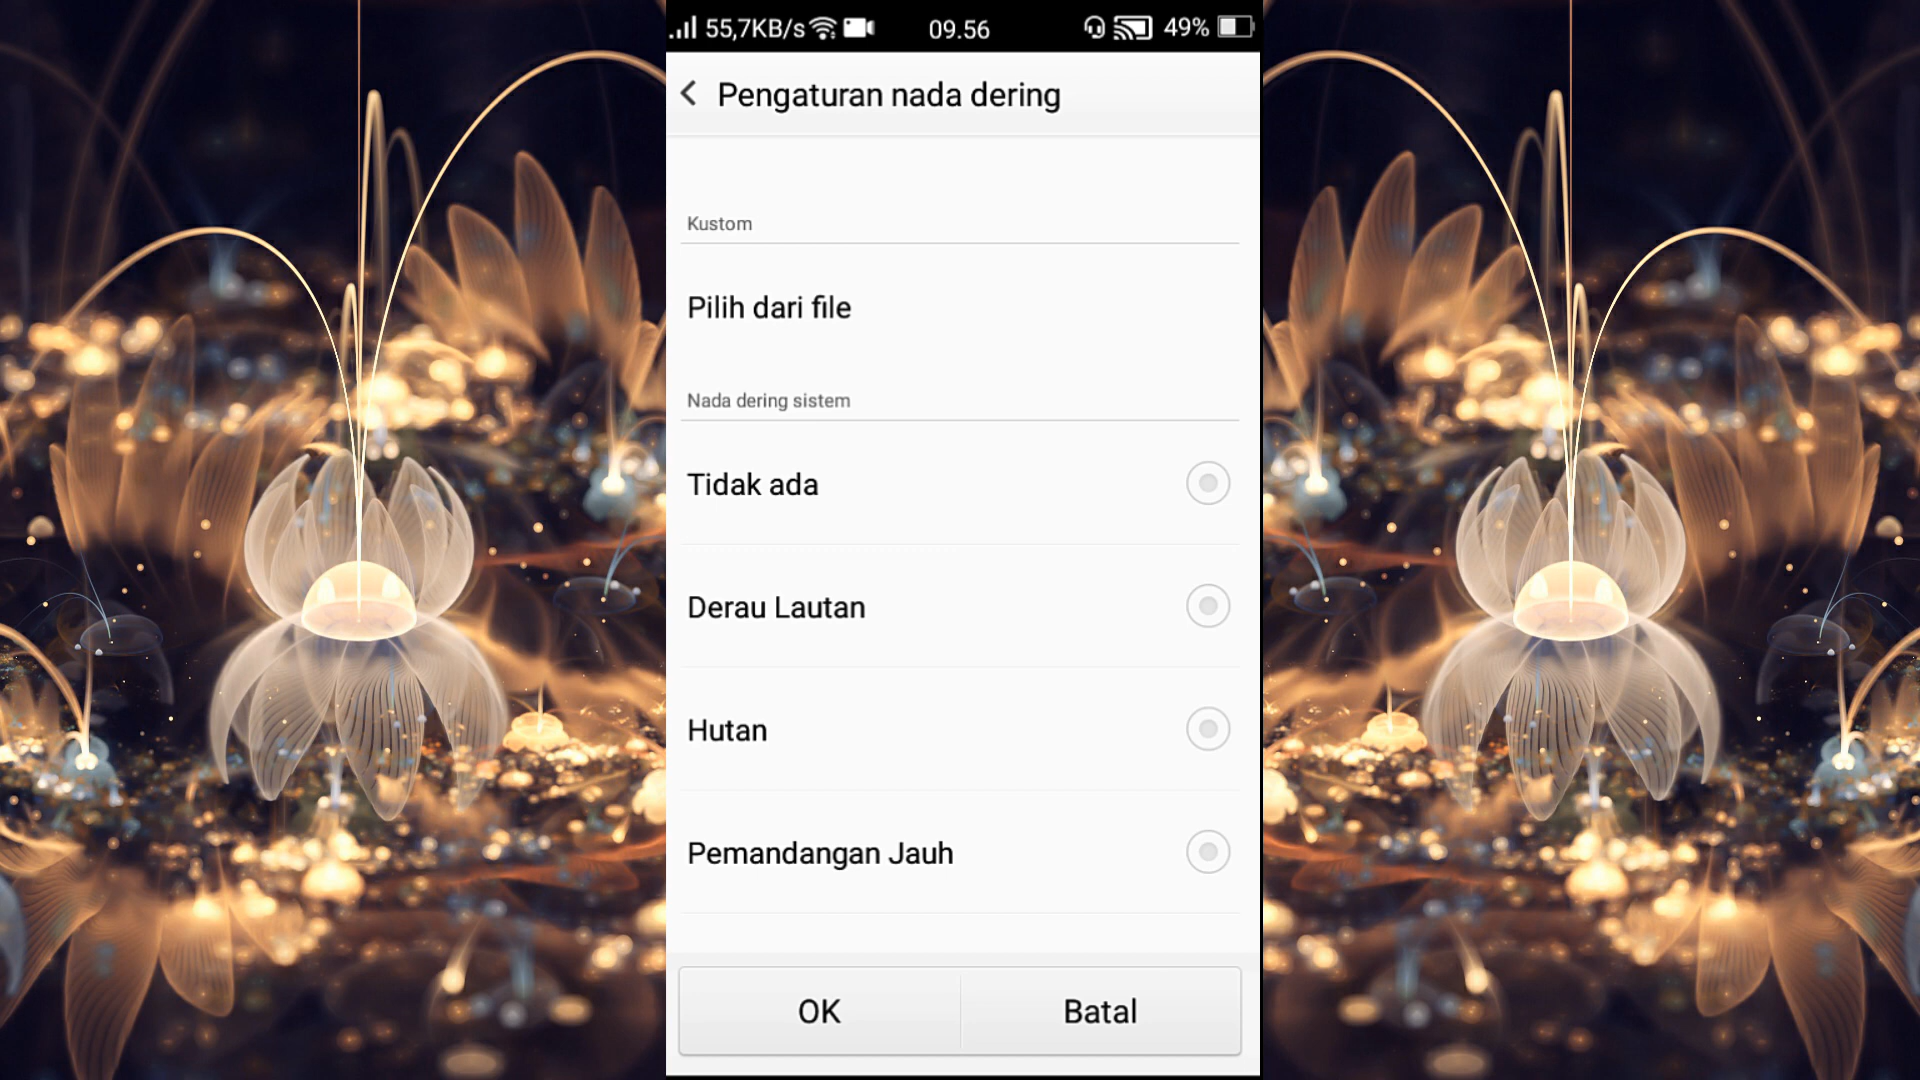 55,7KB/s 09.56 49%
Pengaturan nada dering
Kustom
Pilih dari file
Nada dering sistem
Tidak ada
Derau Lautan
Hutan
Pemandangan Jauh
OK Batal